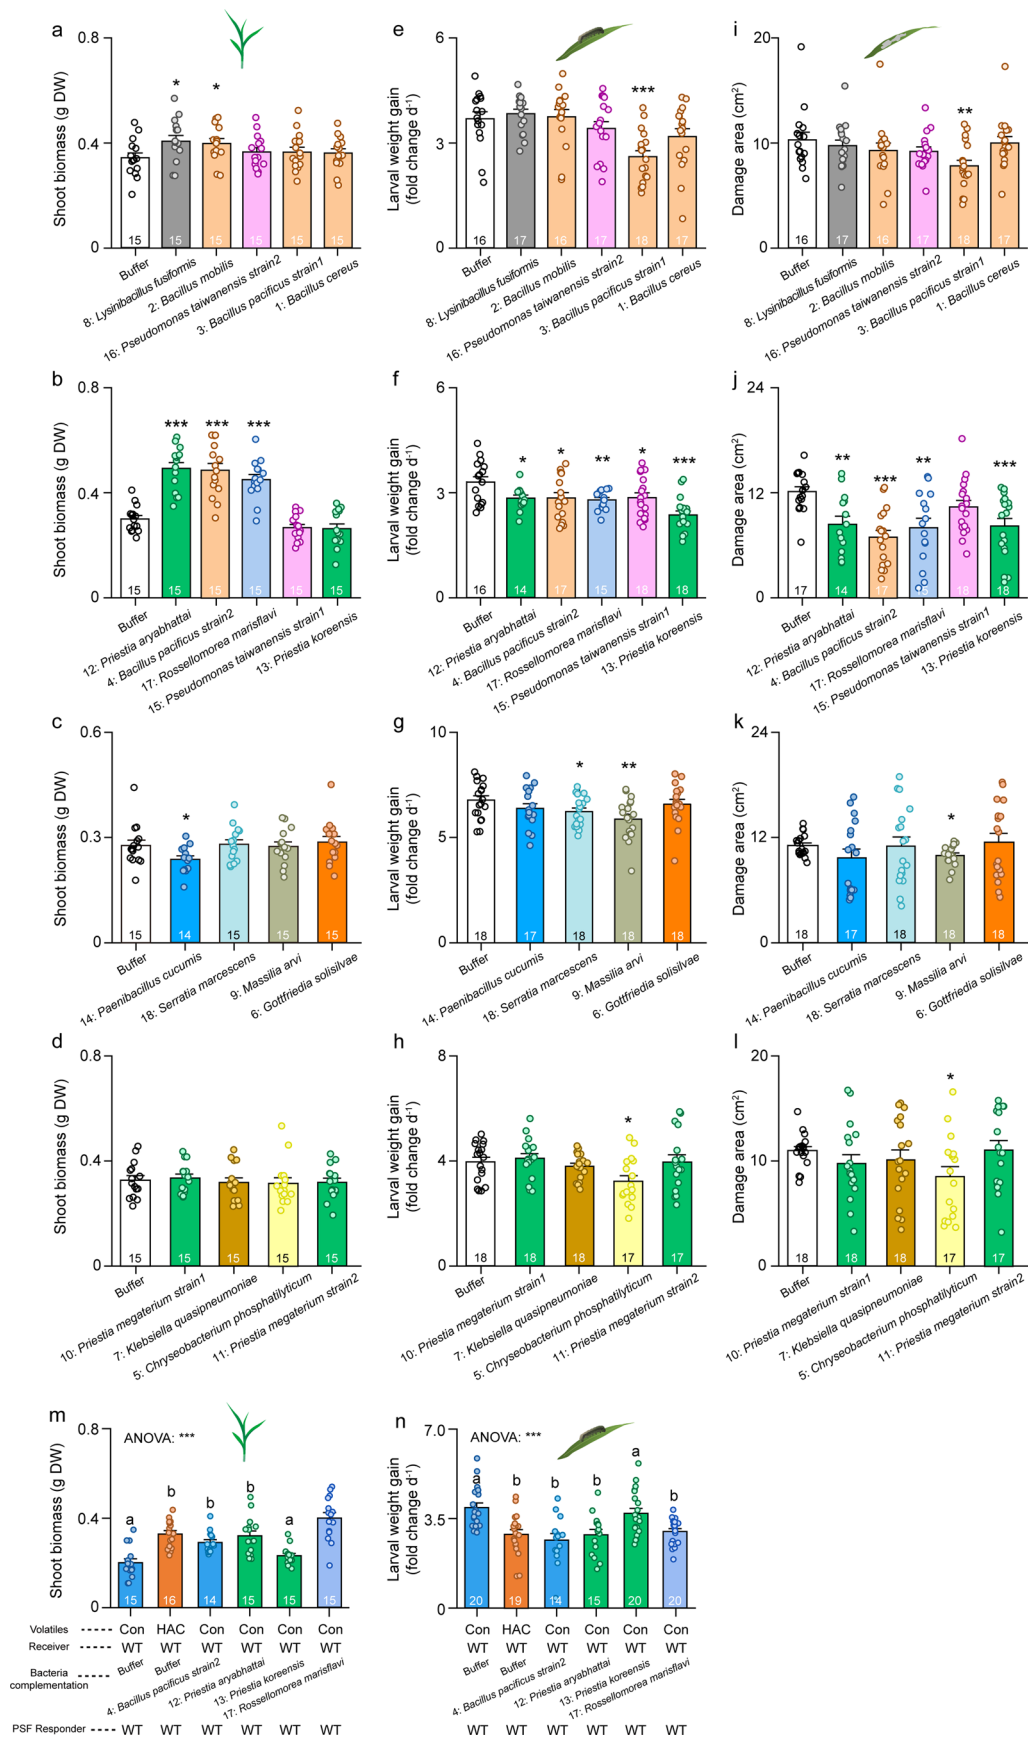 a
Shoot biomass (g DW)
0.8
0.4
0
* *
15 15 15 15 15 15
Buffer
8: Lysinibacillus fusiformis
2: Bacillus mobilis
16: Pseudomonas taiwanensis strain2
3: Bacillus pacificus strain1
1: Bacillus cereus
e
Larval weight gain
(fold change d-1)
6
3
0
***
16 17 16 17 18 17
Buffer
8: Lysinibacillus fusiformis
2: Bacillus mobilis
16: Pseudomonas taiwanensis strain2
3: Bacillus pacificus strain1
1: Bacillus cereus
i
Damage area (cm2)
20
10
0
**
16 17 16 17 18 17
Buffer
8: Lysinibacillus fusiformis
2: Bacillus mobilis
16: Pseudomonas taiwanensis strain2
3: Bacillus pacificus strain1
1: Bacillus cereus
b
Shoot biomass (g DW)
0.8
0.4
0
*** *** ***
15 15 15 15 15 15
Buffer
12: Priestia aryabhattai
4: Bacillus pacificus strain2
17: Rossellomorea marisflavi
15: Pseudomonas taiwanensis strain1
13: Priestia koreensis
f
Larval weight gain
(fold change d-1)
6
3
0
* * ** * ***
16 14 17 15 18 18
Buffer
12: Priestia aryabhattai
4: Bacillus pacificus strain2
17: Rossellomorea marisflavi
15: Pseudomonas taiwanensis strain1
13: Priestia koreensis
j
Damage area (cm2)
24
12
0
** *** ** ***
17 14 17 15 18 18
Buffer
12: Priestia aryabhattai
4: Bacillus pacificus strain2
17: Rossellomorea marisflavi
15: Pseudomonas taiwanensis strain1
13: Priestia koreensis
c
Shoot biomass (g DW)
0.6
0.3
0
*
15 14 15 15 15
Buffer
14: Paenibacillus cucumis
18: Serratia marcescens
9: Massilia arvi
6: Gottfriedia solisilvae
g
Larval weight gain
(fold change d-1)
10
5
0
* **
18 17 18 18 18
Buffer
14: Paenibacillus cucumis
18: Serratia marcescens
9: Massilia arvi
6: Gottfriedia solisilvae
k
Damage area (cm2)
24
12
0
*
18 17 18 18 18
Buffer
14: Paenibacillus cucumis
18: Serratia marcescens
9: Massilia arvi
6: Gottfriedia solisilvae
d
Shoot biomass (g DW)
0.8
0.4
0
15 15 15 15 15
Buffer
10: Priestia megaterium strain1
7: Klebsiella quasipneumoniae
5: Chryseobacterium phosphatilyticum
11: Priestia megaterium strain2
h
Larval weight gain
(fold change d-1)
8
4
0
*
18 18 18 17 17
Buffer
10: Priestia megaterium strain1
7: Klebsiella quasipneumoniae
5: Chryseobacterium phosphatilyticum
11: Priestia megaterium strain2
l
Damage area (cm2)
20
10
0
*
18 18 18 17 17
Buffer
10: Priestia megaterium strain1
7: Klebsiella quasipneumoniae
5: Chryseobacterium phosphatilyticum
11: Priestia megaterium strain2
m
Shoot biomass (g DW)
0.8
0.4
0
ANOVA: ***
a b b b a
15 16 14 15 15 15
n
Larval weight gain
(fold change d-1)
7.0
3.5
0
ANOVA: ***
a b b b a b
20 19 14 15 20 20
Volatiles ----- Con HAC Con Con Con Con Con HAC Con Con Con Con
Receiver ----- WT WT WT WT WT WT WT WT WT WT WT WT
Bacteria
complementation -----
Buffer
Buffer
4: Bacillus pacificus strain2
12: Priestia aryabhattai
13: Priestia koreensis
17: Rossellomorea marisflavi
Buffer
Buffer
4: Bacillus pacificus strain2
12: Priestia aryabhattai
13: Priestia koreensis
17: Rossellomorea marisflavi
PSF Responder ---- WT WT WT WT WT WT WT WT WT WT WT WT